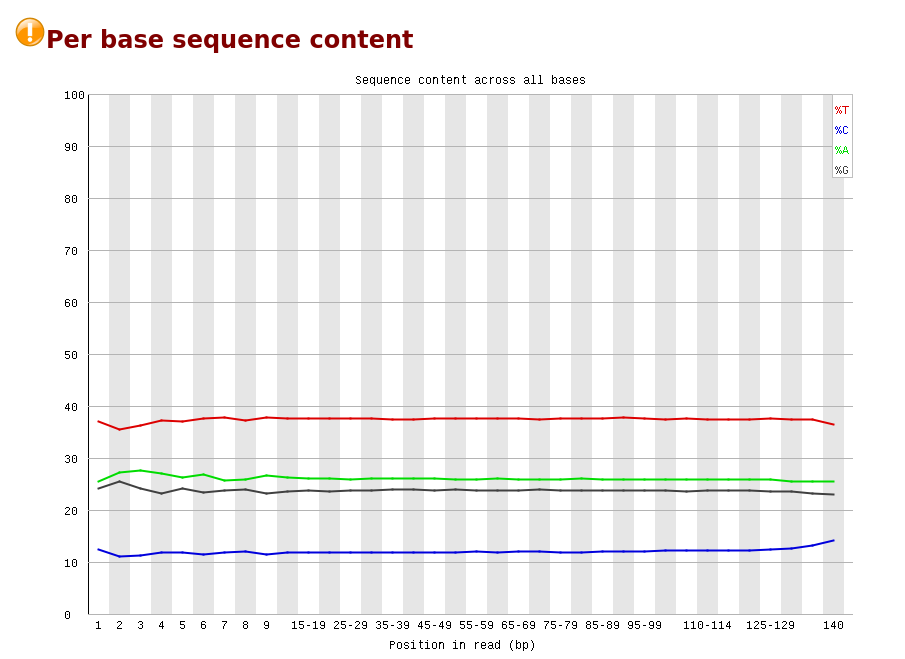 Per base sequence content
Sequence content across all bases
%T
%C
%A
%G
100
90
80
70
60
50
40
30
20
10
0
1 2 3 4 5 6 7 8 9 15-19 25-29 35-39 45-49 55-59 65-69 75-79 85-89 95-99 110-114 125-129 140
Position in read (bp)